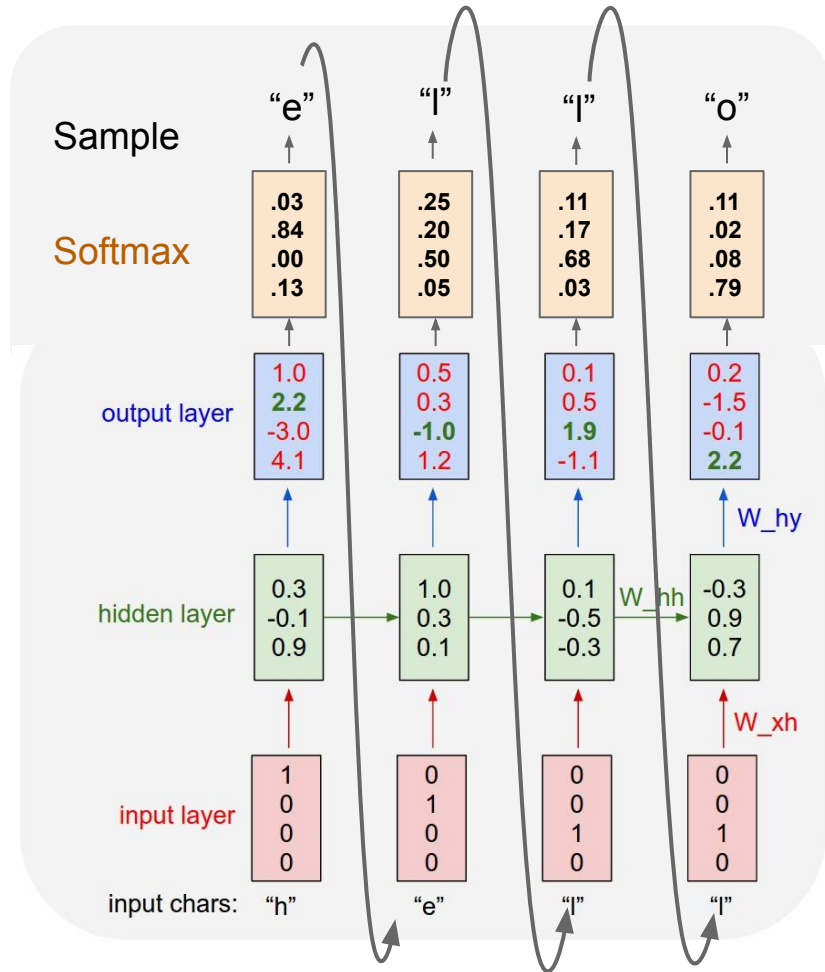 “e” “l” “l” “o”
Sample
.03 .25 .11 .11
.84 .20 .17 .02
Softmax
.00 .50 .68 .08
.13 .05 .03 .79
1.0 0.5 0.1 0.2
output layer
2.2 0.3 0.5 -1.5
-3.0 -1.0 1.9 -0.1
4.1 1.2 -1.1 2.2
W_hy
0.3 1.0 0.1 -0.3
hidden layer
-0.1 0.3 -0.5 W_hh 0.9
0.9 0.1 -0.3 0.7
W_xh
1 0 0 0
0 1 0 0
input layer
0 0 1 1
0 0 0 0
input chars: “h” “e” “l” “l”